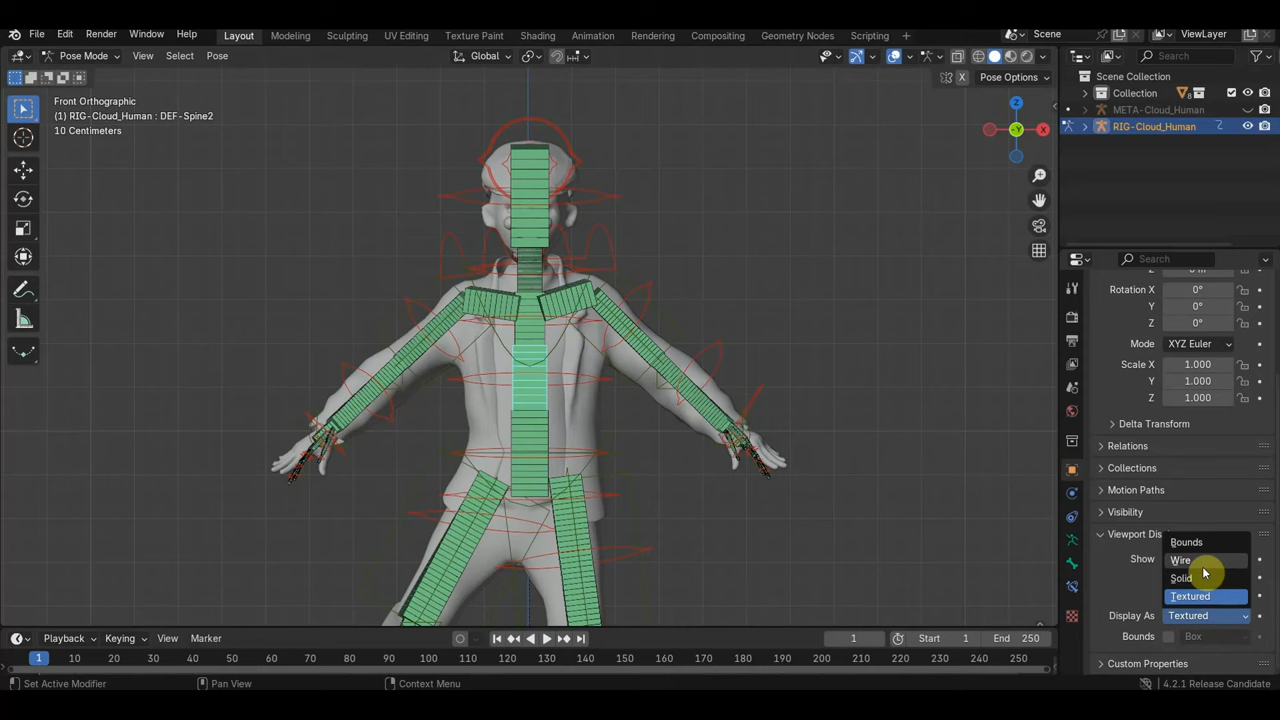 File Edit Render Window Help Layout Modeling Sculpting UV Editing Texture Paint Shading Animation Rendering Compositing Geometry Nodes Scripting + Scene ViewLayer
Pose Mode View Select Pose Global Search
X Pose Options
Scene Collection
Collection 8
META-Cloud_Human
RIG-Cloud_Human
Front Orthographic
(1) RIG-Cloud_Human : DEF-Spine2
10 Centimeters
Z
-Y
X
Search
Z 0 m
Rotation X 0°
Y 0°
Z 0°
Mode XYZ Euler
Scale X 1.000
Y 1.000
Z 1.000
Delta Transform
Relations
Collections
Motion Paths
Visibility
Viewport Dis
Bounds
Show Wire
Solid
Textured
Display As Textured
Bounds Box
Custom Properties
Playback Keying View Marker 1 Start 1 End 250
1 10 20 30 40 50 60 70 80 90 100 110 120 130 140 150 160 170 180 190 200 210 220 230 240 250
Set Active Modifier Pan View Context Menu 4.2.1 Release Candidate